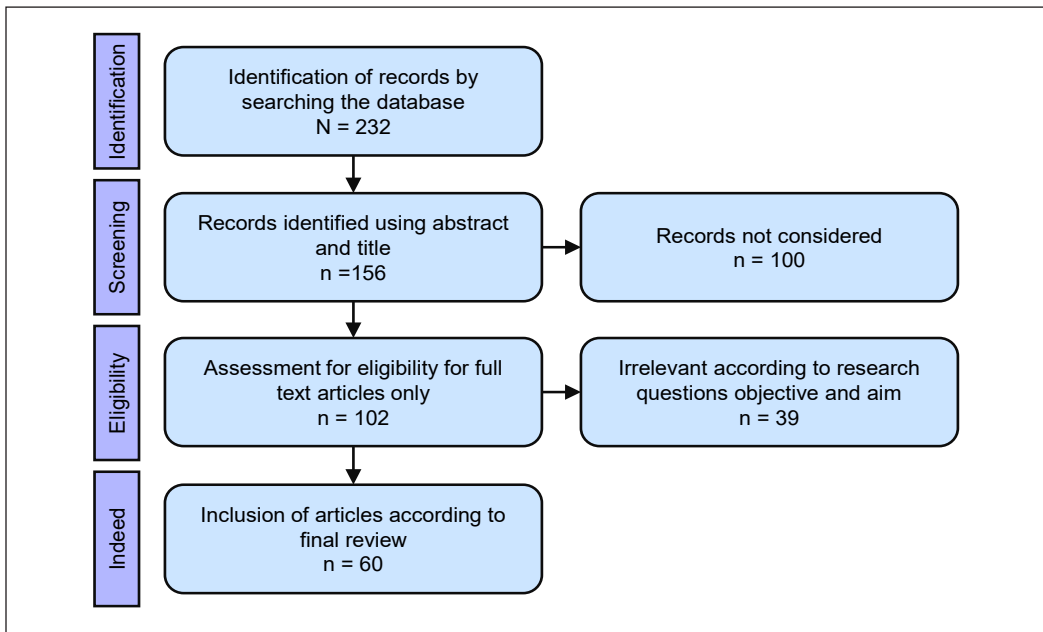 Identification
Identification of records by
searching the database
N = 232
Screening
Records identified using abstract
and title
n =156
Records not considered
n = 100
Eligibility
Assessment for eligibility for full
text articles only
n = 102
Irrelevant according to research
questions objective and aim
n = 39
Indeed
Inclusion of articles according to
final review
n = 60